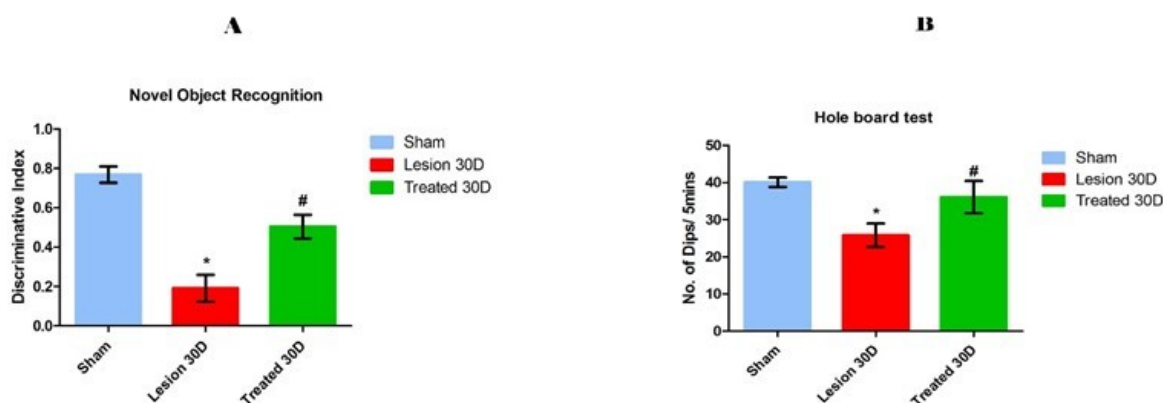 A
Novel Object Recognition
Discriminative Index
1.0
0.8
0.6
0.4
0.2
0.0
*
#
Sham
Lesion 30D
Treated 30D
Sham
Lesion 30D
Treated 30D
B
Hole board test
No. of Dips/ 5mins
50
40
30
20
10
0
*
#
Sham
Lesion 30D
Treated 30D
Sham
Lesion 30D
Treated 30D